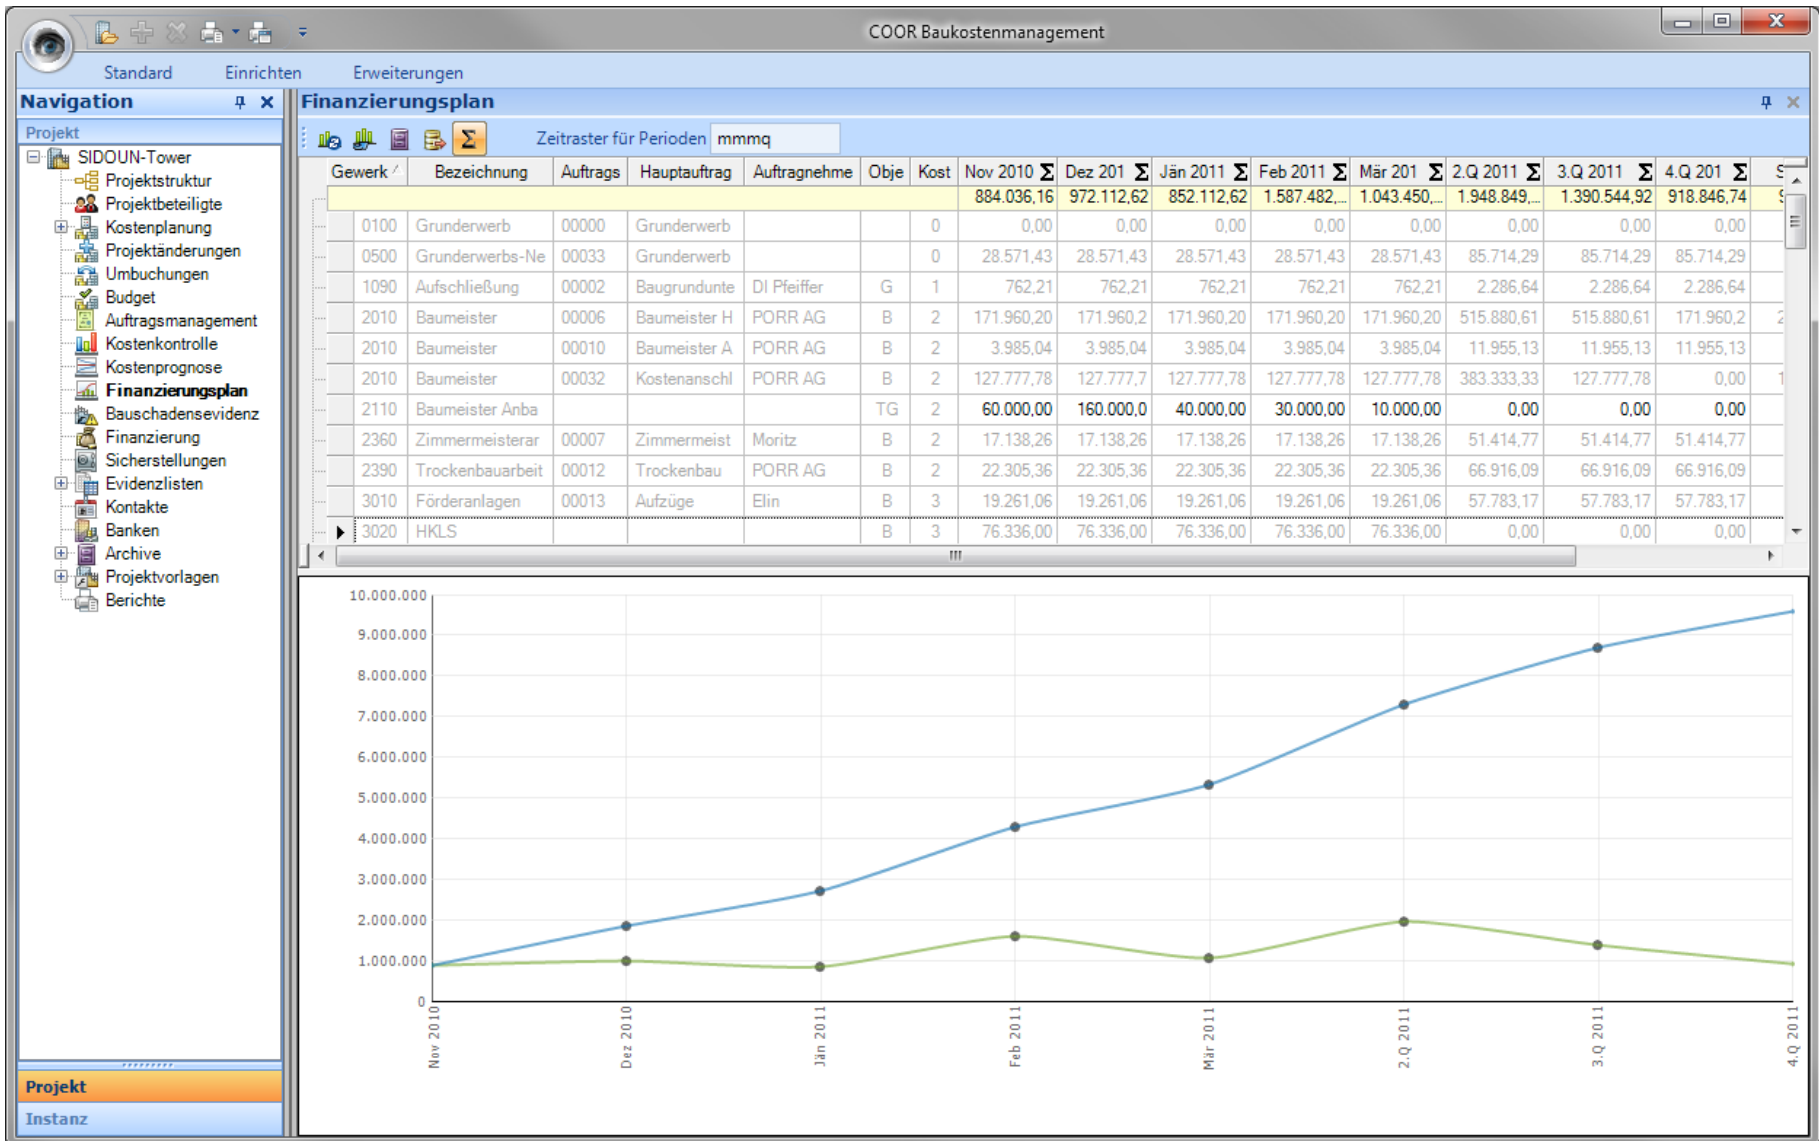 COOR Baukostenmanagement
Standard Einrichten Erweiterungen
Navigation
Projekt
SIDOUN-Tower
Projektstruktur
Projektbeteiligte
Kostenplanung
Projektänderungen
Umbuchungen
Budget
Auftragsmanagement
Kostenkontrolle
Kostenprognose
Finanzierungsplan
Bauschadensevidenz
Finanzierung
Sicherstellungen
Evidenzlisten
Kontakte
Banken
Archive
Projektvorlagen
Berichte
Projekt
Instanz
Finanzierungsplan
Σ Zeitraster für Perioden mmmq
Gewerk Bezeichnung Auftrags Hauptauftrag Auftragnehme Obje Kost Nov 2010 Σ Dez 201 Σ Jän 2011 Σ Feb 2011 Σ Mär 201 Σ 2.Q 2011 Σ 3.Q 2011 Σ 4.Q 201 Σ S
884.036,16 972.112,62 852.112,62 1.587.482,... 1.043.450,... 1.948.849,... 1.390.544,92 918.846,74
0100 Grunderwerb 00000 Grunderwerb 0 0,00 0,00 0,00 0,00 0,00 0,00 0,00 0,00
0500 Grunderwerbs-Ne 00033 Grunderwerb 0 28.571,43 28.571,43 28.571,43 28.571,43 28.571,43 85.714,29 85.714,29 85.714,29
1090 Aufschließung 00002 Baugrundunte DI Pfeiffer G 1 762,21 762,21 762,21 762,21 762,21 2.286,64 2.286,64 2.286,64
2010 Baumeister 00006 Baumeister H PORR AG B 2 171.960,20 171.960,2 171.960,20 171.960,20 171.960,20 515.880,61 515.880,61 171.960,2 2
2010 Baumeister 00010 Baumeister A PORR AG B 2 3.985,04 3.985,04 3.985,04 3.985,04 3.985,04 11.955,13 11.955,13 11.955,13
2010 Baumeister 00032 Kostenanschl PORR AG B 2 127.777,78 127.777,7 127.777,78 127.777,78 127.777,78 383.333,33 127.777,78 0,00 1
2110 Baumeister Anba TG 2 60.000,00 160.000,0 40.000,00 30.000,00 10.000,00 0,00 0,00 0,00
2360 Zimmermeisterar 00007 Zimmermeist Moritz B 2 17.138,26 17.138,26 17.138,26 17.138,26 17.138,26 51.414,77 51.414,77 51.414,77
2390 Trockenbauarbeit 00012 Trockenbau PORR AG B 2 22.305,36 22.305,36 22.305,36 22.305,36 22.305,36 66.916,09 66.916,09 66.916,09
3010 Förderanlagen 00013 Aufzüge Elin B 3 19.261,06 19.261,06 19.261,06 19.261,06 19.261,06 57.783,17 57.783,17 57.783,17
3020 HKLS B 3 76.336,00 76.336,00 76.336,00 76.336,00 76.336,00 0,00 0,00 0,00
10.000.000
9.000.000
8.000.000
7.000.000
6.000.000
5.000.000
4.000.000
3.000.000
2.000.000
1.000.000
0
Nov 2010
Dez 2010
Jän 2011
Feb 2011
Mär 2011
2.Q 2011
3.Q 2011
4.Q 2011